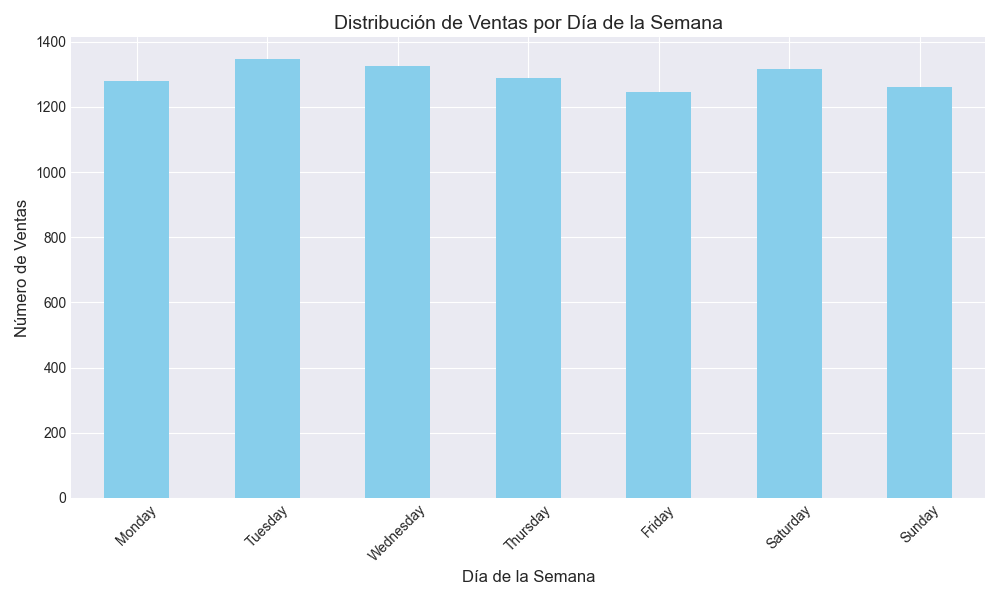 Distribución de Ventas por Día de la Semana
1400
1200
1000
800
600
400
200
0
Número de Ventas
Monday
Tuesday
Wednesday
Thursday
Friday
Saturday
Sunday
Día de la Semana